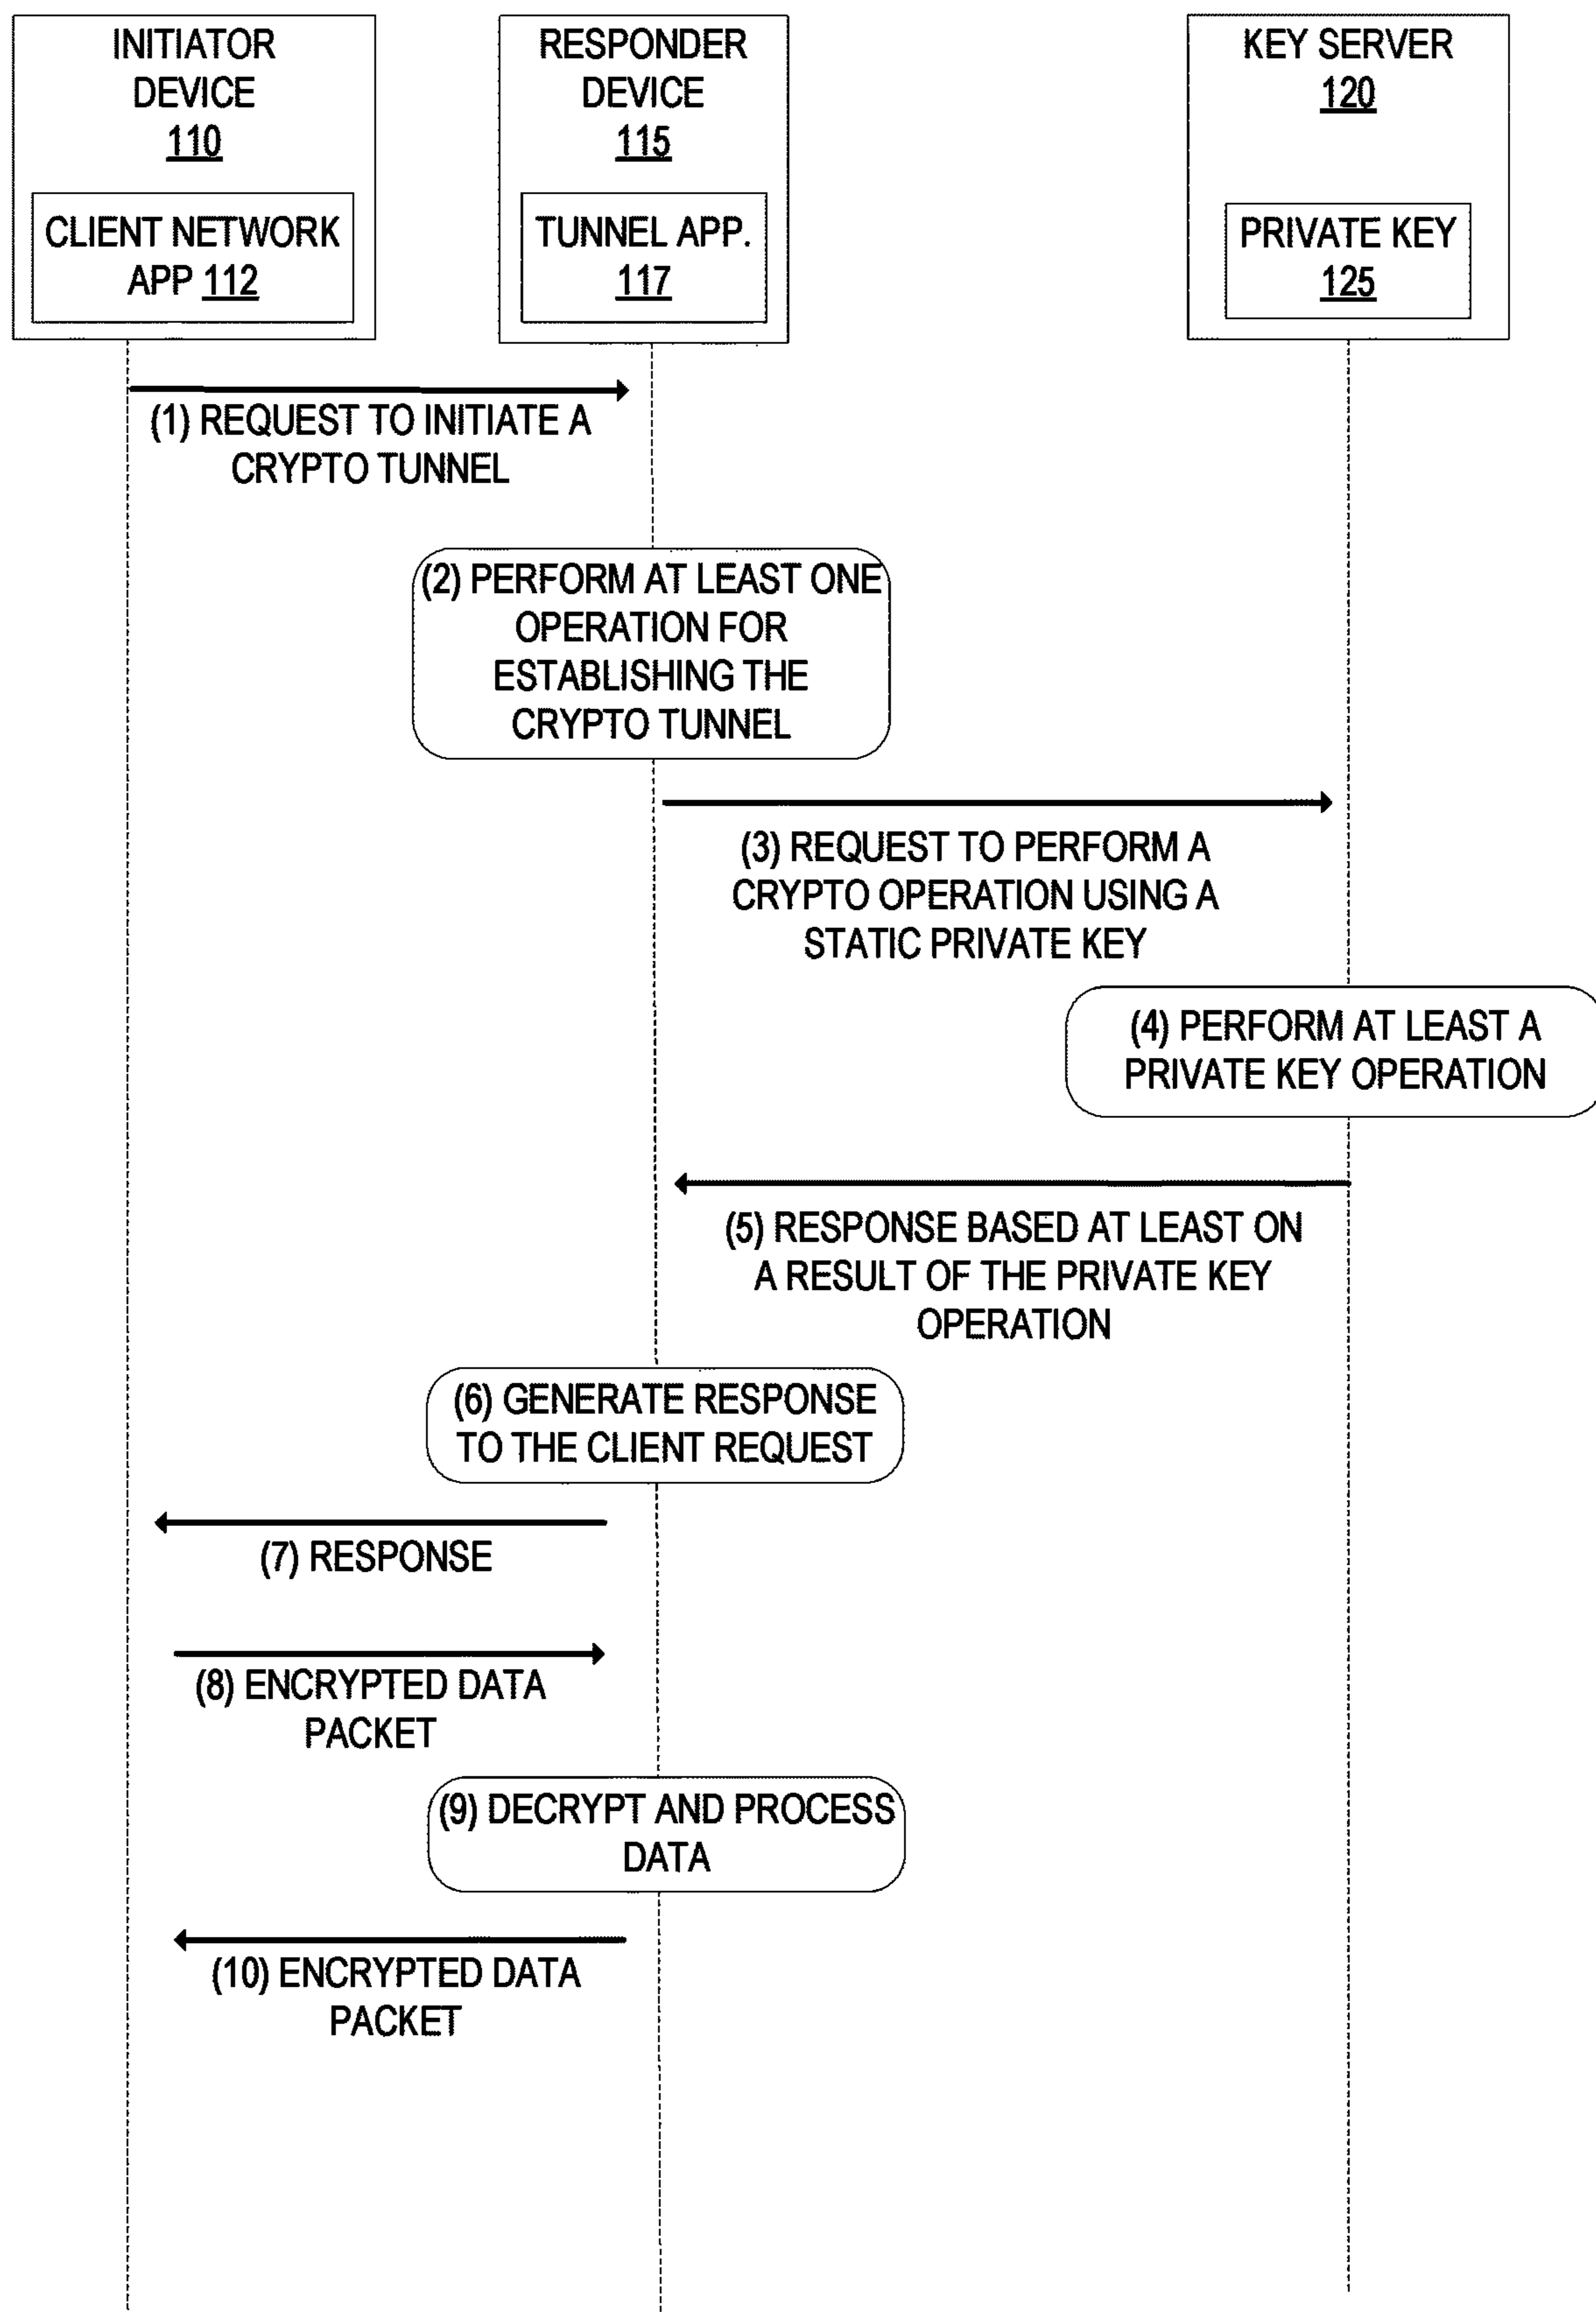 INITIATOR
DEVICE
110
CLIENT NETWORK
APP 112
RESPONDER
DEVICE
115
TUNNEL APP.
117
KEY SERVER
120
PRIVATE KEY
125
(1) REQUEST TO INITIATE A
CRYPTO TUNNEL
(2) PERFORM AT LEAST ONE
OPERATION FOR
ESTABLISHING THE
CRYPTO TUNNEL
(3) REQUEST TO PERFORM A
CRYPTO OPERATION USING A
STATIC PRIVATE KEY
(4) PERFORM AT LEAST A
PRIVATE KEY OPERATION
(5) RESPONSE BASED AT LEAST ON
A RESULT OF THE PRIVATE KEY
OPERATION
(6) GENERATE RESPONSE
TO THE CLIENT REQUEST
(7) RESPONSE
(8) ENCRYPTED DATA
PACKET
(9) DECRYPT AND PROCESS
DATA
(10) ENCRYPTED DATA
PACKET